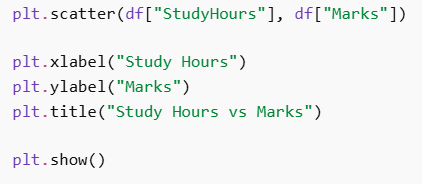 plt.scatter(df["StudyHours"], df["Marks"])
plt.xlabel("Study Hours")
plt.ylabel("Marks")
plt.title("Study Hours vs Marks")
plt.show()